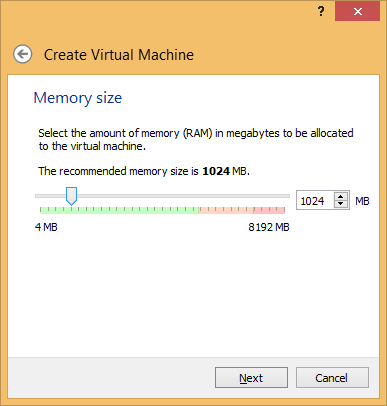 ?
Create Virtual Machine
Memory size
Select the amount of memory (RAM) in megabytes to be allocated
to the virtual machine.
The recommended memory size is 1024 MB.
1024 MB
4 MB 8192 MB
Next Cancel